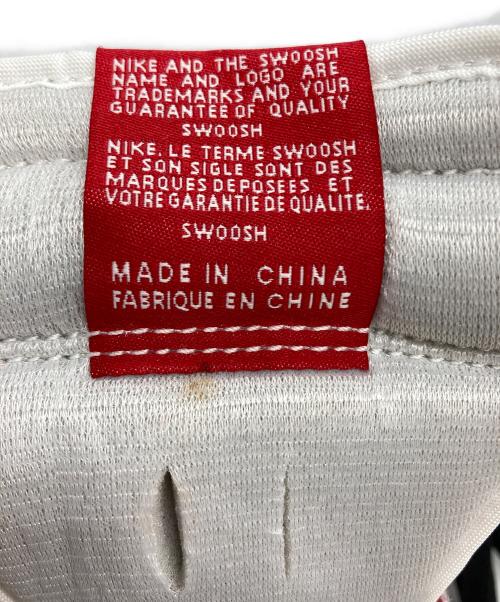 NIKE AND THE SWOOSH
NAME AND LOGO ARE
TRADEMARKS AND YOUR
GUARANTEE OF QUALITY
SWOOSH
NIKE. LE TERME SWOOSH
ET SON SIGLE SONT DES
MARQUES DEPOSEES ET
VOTRE GARANTIE DE QUALITE.
SWOOSH
MADE IN CHINA
FABRIQUE EN CHINE